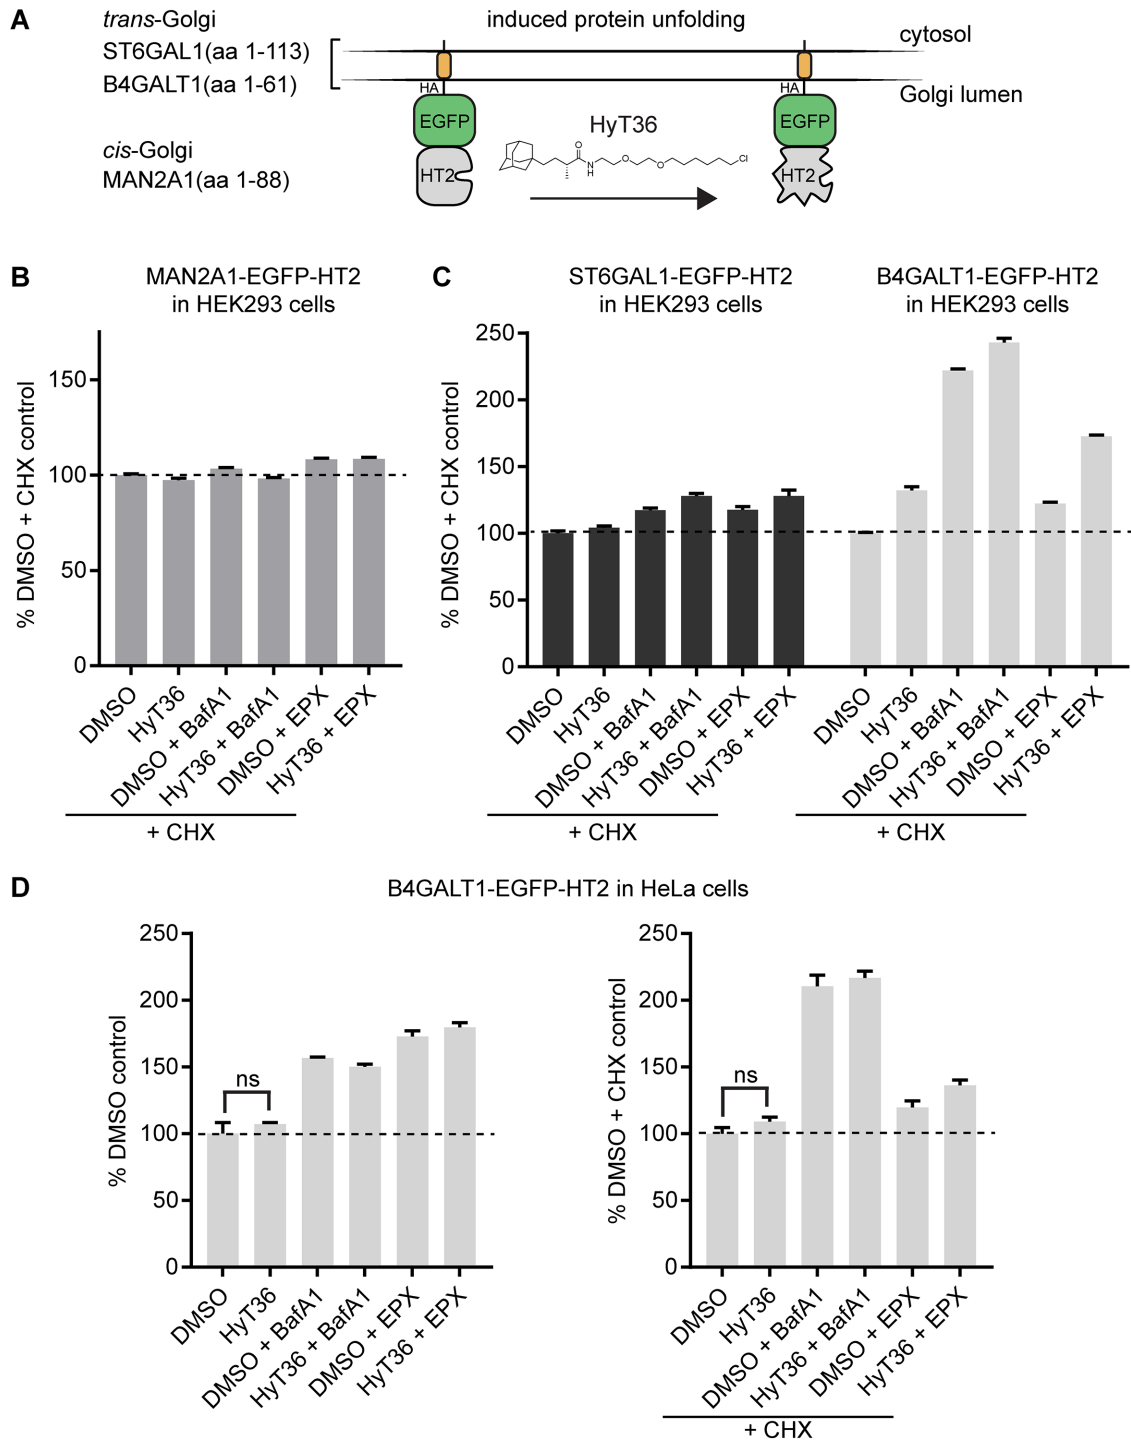 A
trans-Golgi
ST6GAL1(aa 1-113)
B4GALT1(aa 1-61)
cis-Golgi
MAN2A1(aa 1-88)
induced protein unfolding
cytosol
Golgi lumen
HA
EGFP
HT2
HyT36
O
N
H
O
O
Cl
HA
EGFP
HT2
B
MAN2A1-EGFP-HT2
in HEK293 cells
% DMSO + CHX control
150
100
50
0
DMSO
HyT36
DMSO + BafA1
HyT36 + BafA1
DMSO + EPX
HyT36 + EPX
+ CHX
C
ST6GAL1-EGFP-HT2
in HEK293 cells
B4GALT1-EGFP-HT2
in HEK293 cells
% DMSO + CHX control
250
200
150
100
50
0
DMSO
HyT36
DMSO + BafA1
HyT36 + BafA1
DMSO + EPX
HyT36 + EPX
+ CHX
DMSO
HyT36
DMSO + BafA1
HyT36 + BafA1
DMSO + EPX
HyT36 + EPX
+ CHX
D
B4GALT1-EGFP-HT2 in HeLa cells
% DMSO control
250
200
150
100
50
0
ns
DMSO
HyT36
DMSO + BafA1
HyT36 + BafA1
DMSO + EPX
HyT36 + EPX
% DMSO + CHX control
250
200
150
100
50
0
ns
DMSO
HyT36
DMSO + BafA1
HyT36 + BafA1
DMSO + EPX
HyT36 + EPX
+ CHX